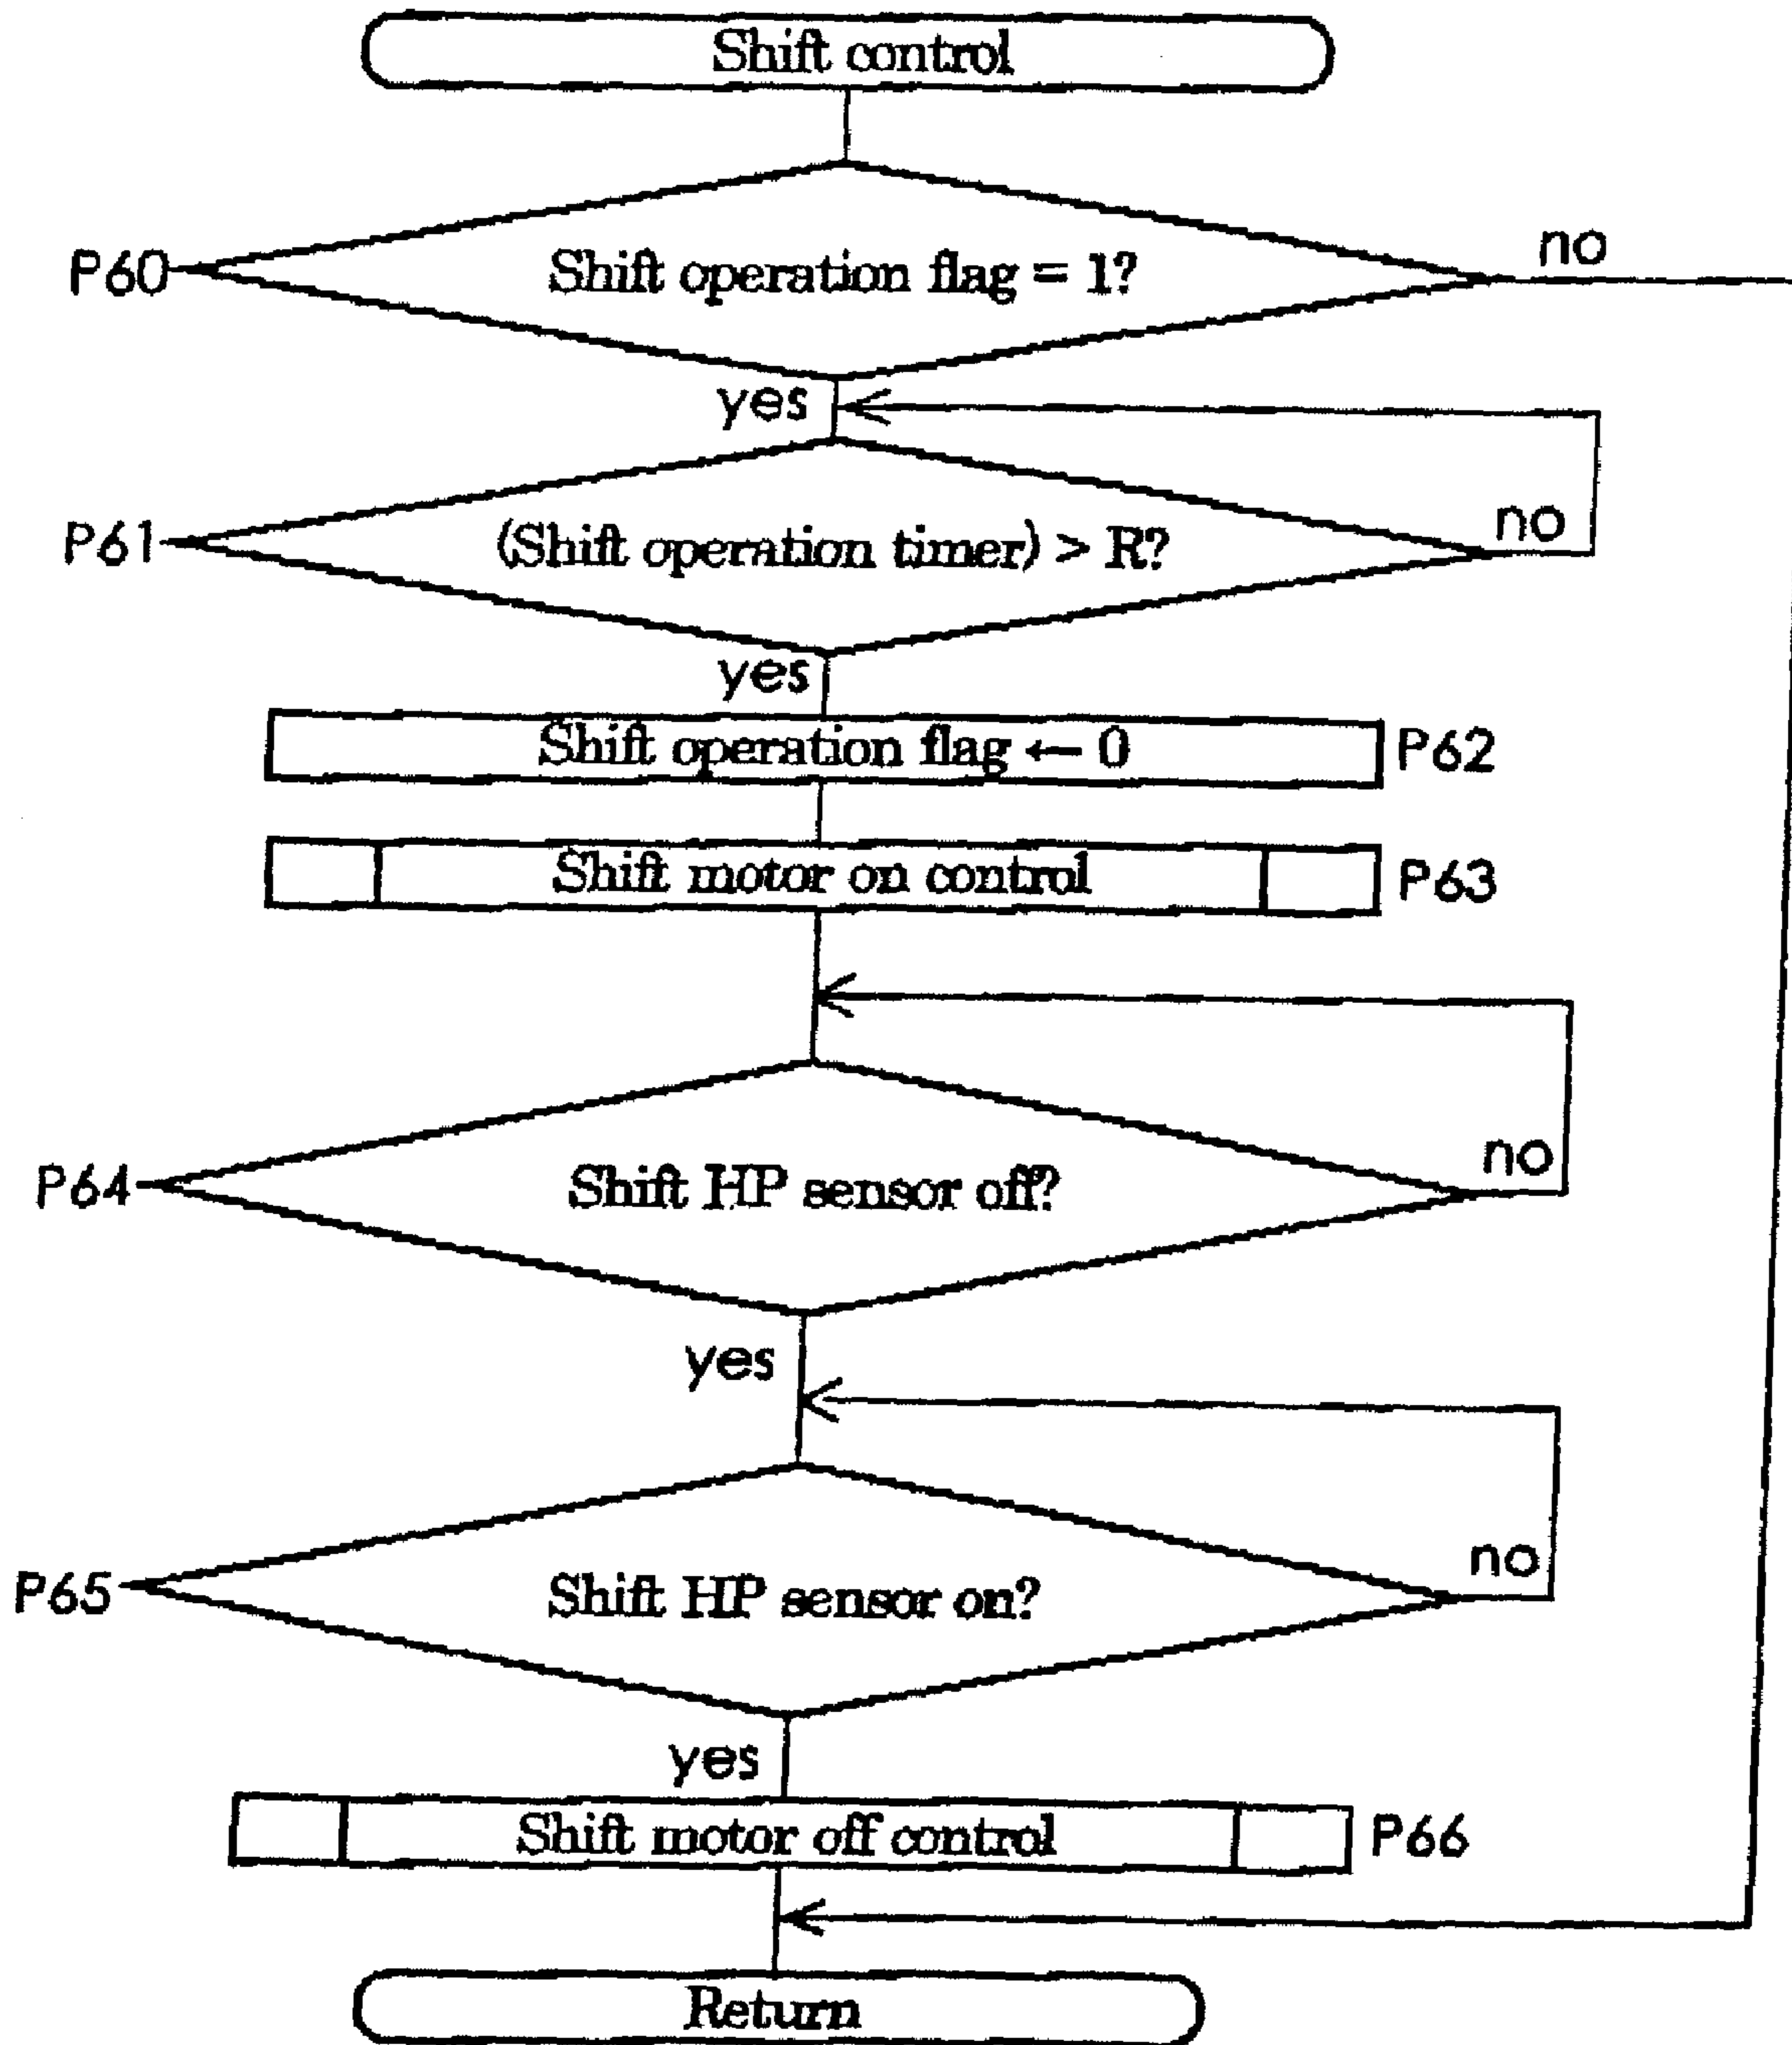 Shift control
P60
Shift operation flag = 1?
no
yes
P61
(Shift operation timer) > R?
no
yes
Shift operation flag ← 0
P62
Shift motor on control
P63
P64
Shift HP sensor off?
no
yes
P65
Shift HP sensor on?
no
yes
Shift motor off control
P66
Return